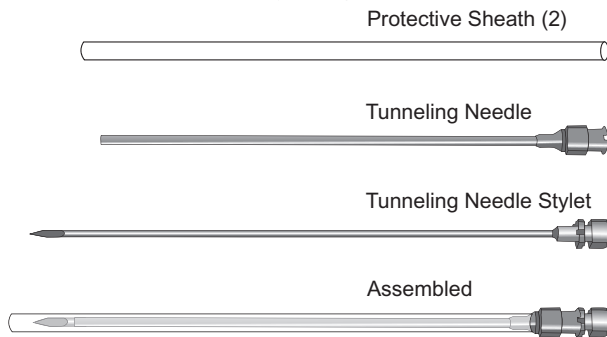 Protective Sheath (2)
Tunneling Needle
Tunneling Needle Stylet
Assembled